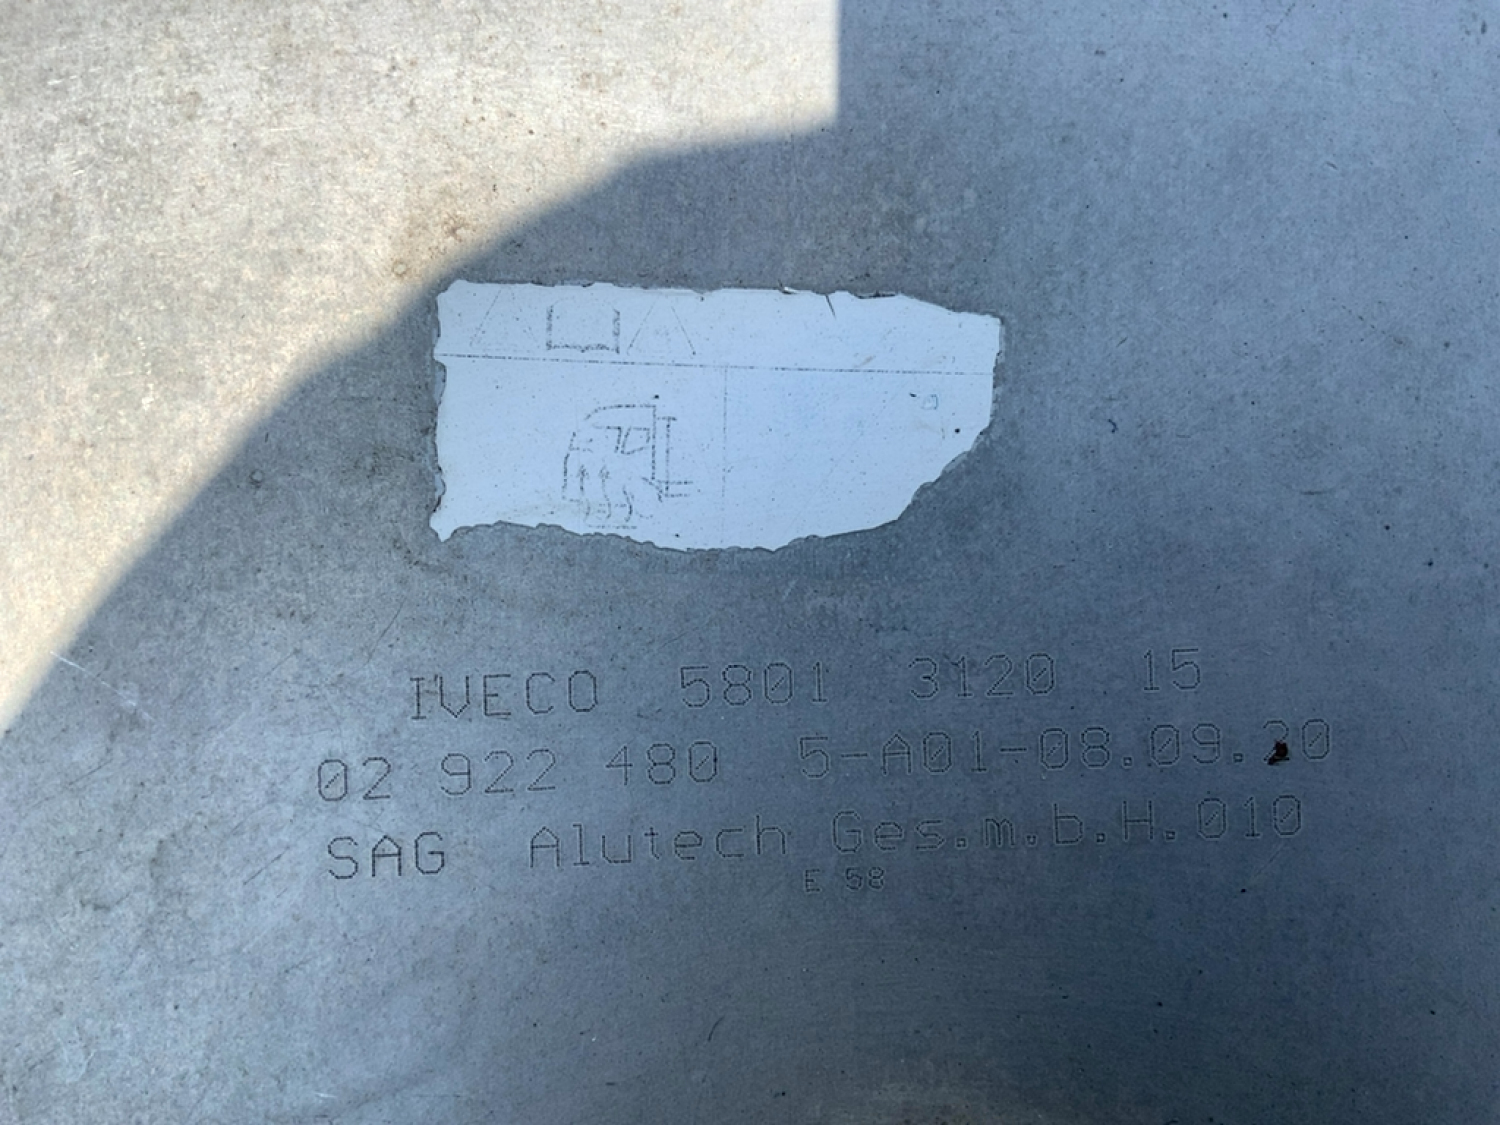 IVECO 5801 3120 15
02 922 480 5-A01-08.09.20
SAG Alutech Ges.m.b.H.010
E 58